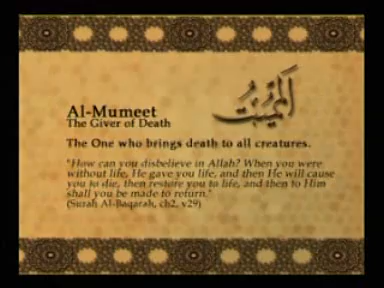 المميت
Al-Mumeet
The Giver of Death
The One who brings death to all creatures.
"How can you disbelieve in Allah? When you were
without life, He gave you life, and then He will cause
you to die, then restore you to life, and then to Him
shall you be made to return."
(Surah Al-Baqarah, ch2, v29)